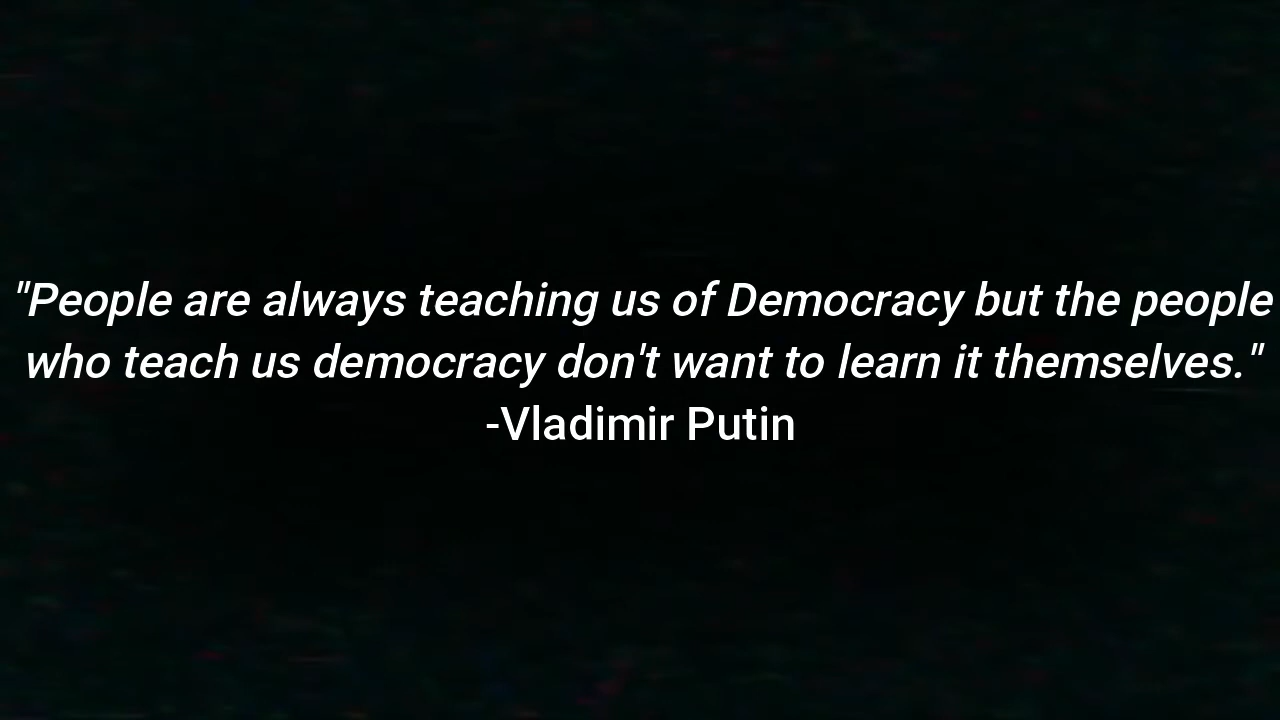 "People are always teaching us of Democracy but the people
who teach us democracy don't want to learn it themselves."
-Vladimir Putin